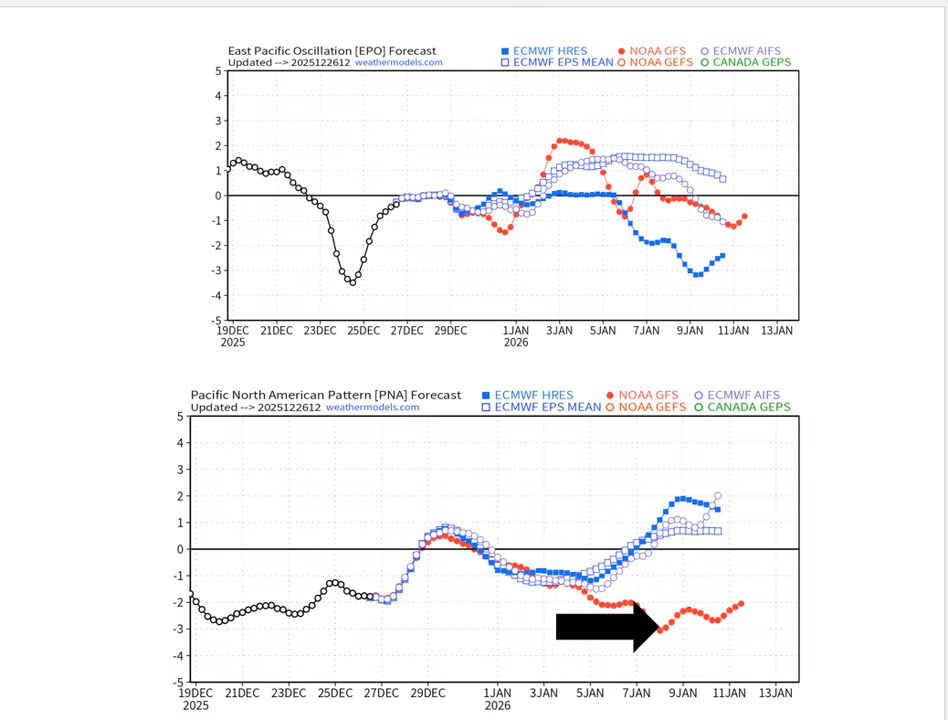 East Pacific Oscillation [EPO] Forecast
Updated --> 2025122612 weathermodels.com
ECMWF HRES NOAA GFS ECMWF AIFS
ECMWF EPS MEAN NOAA GEFS CANADA GEPS
5
4
3
2
1
0
-1
-2
-3
-4
-5
19DEC 21DEC 23DEC 25DEC 27DEC 29DEC 1JAN 3JAN 5JAN 7JAN 9JAN 11JAN 13JAN
2025 2026
Pacific North American Pattern [PNA] Forecast
Updated --> 2025122612 weathermodels.com
ECMWF HRES NOAA GFS ECMWF AIFS
ECMWF EPS MEAN NOAA GEFS CANADA GEPS
5
4
3
2
1
0
-1
-2
-3
-4
-5
19DEC 21DEC 23DEC 25DEC 27DEC 29DEC 1JAN 3JAN 5JAN 7JAN 9JAN 11JAN 13JAN
2025 2026